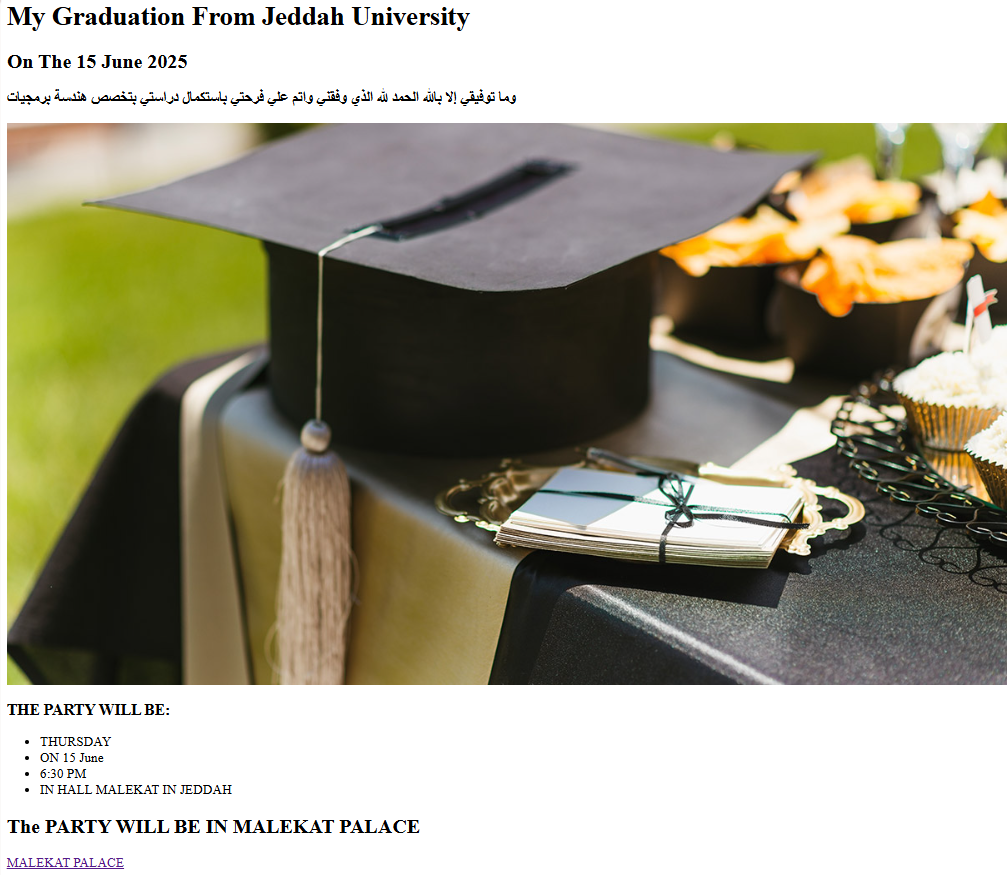 My Graduation From Jeddah University
On The 15 June 2025
وما توفيقي إلا بالله الحمد لله الذي وفقني واتم علي فرحتي باستكمال دراستي بتخصص هندسة برمجيات
THE PARTY WILL BE:
THURSDAY
ON 15 June
6:30 PM
IN HALL MALEKAT IN JEDDAH
The PARTY WILL BE IN MALEKAT PALACE
MALEKAT PALACE